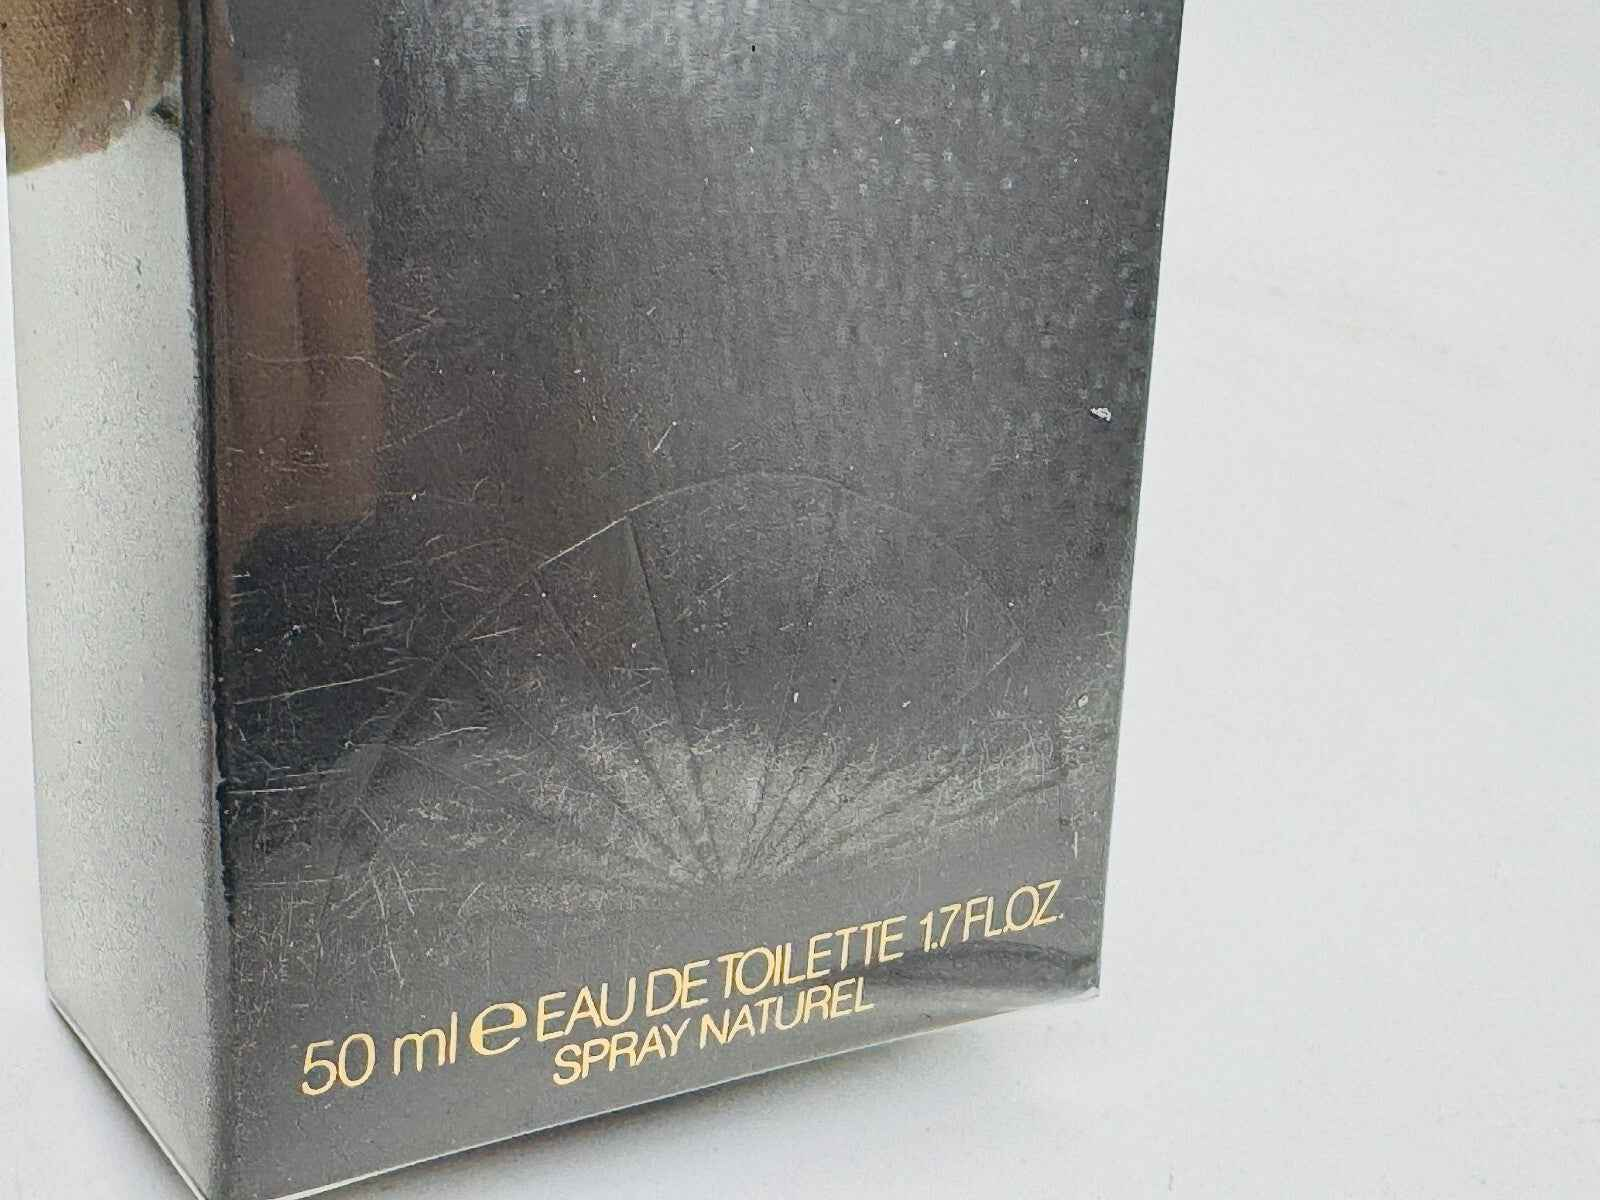 50 ml ℮ EAU DE TOILETTE 1.7 FL.OZ.
SPRAY NATUREL